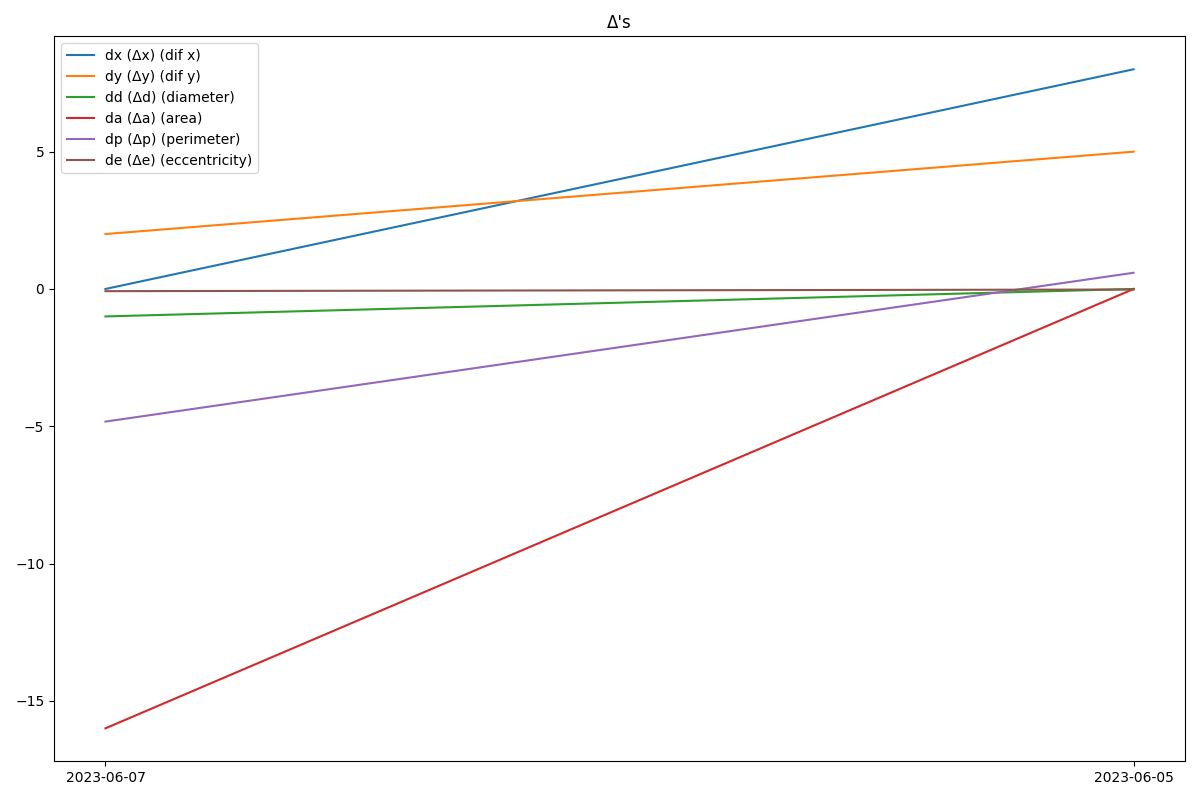 Δ's
dx (Δx) (dif x)
dy (Δy) (dif y)
dd (Δd) (diameter)
da (Δa) (area)
dp (Δp) (perimeter)
de (Δe) (eccentricity)
5
0
−5
−10
−15
2023-06-07
2023-06-05